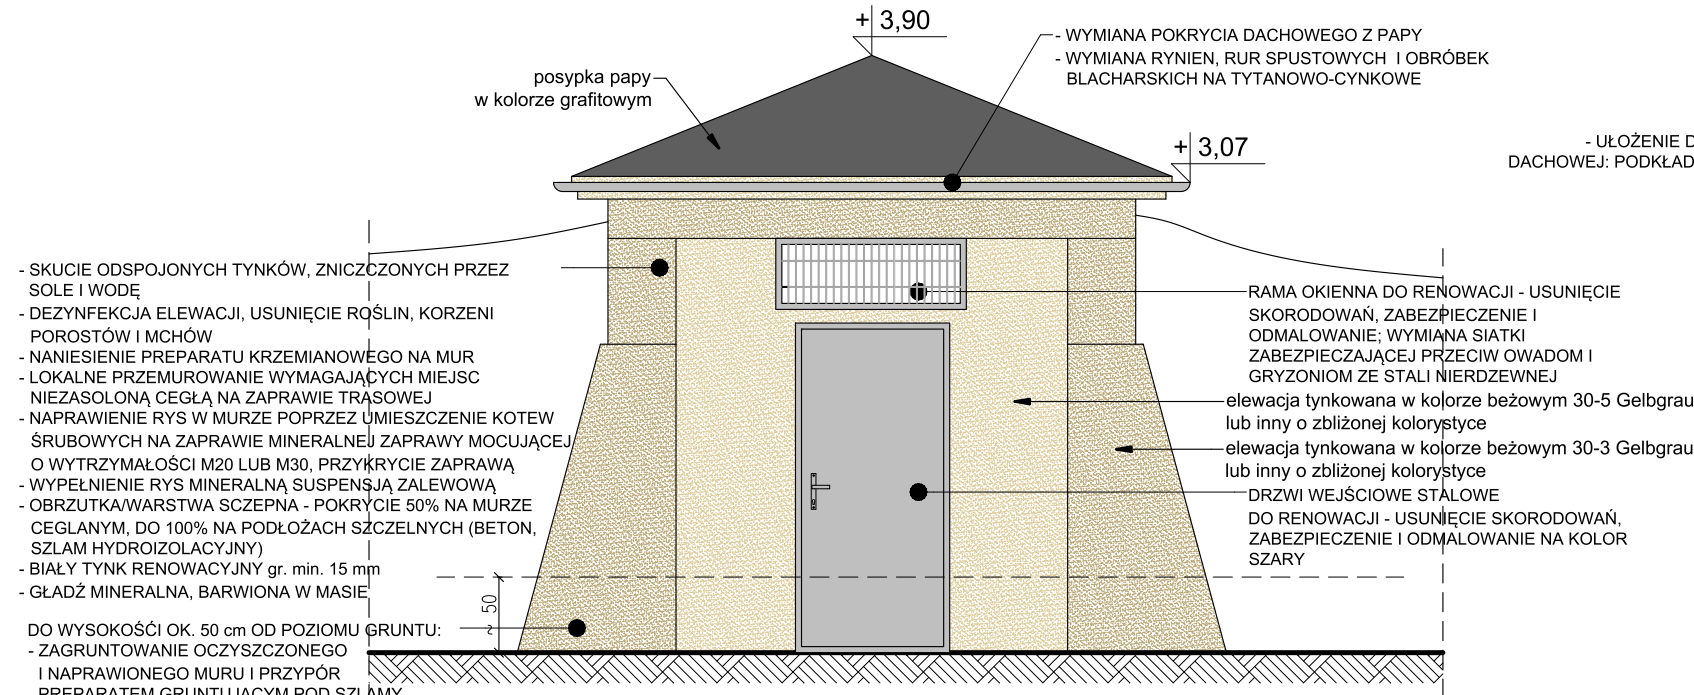 + 3,90
- WYMIANA POKRYCIA DACHOWEGO Z PAPY
- WYMIANA RYNIEN, RUR SPUSTOWYCH I OBRÓBEK
BLACHARSKICH NA TYTANOWO-CYNKOWE
posypka papy
w kolorze grafitowym
+ 3,07
- UŁOŻENIE D
DACHOWEJ: PODKŁAD
- SKUCIE ODSPOJONYCH TYNKÓW, ZNICZCZONYCH PRZEZ
SOLE I WODĘ
- DEZYNFEKCJA ELEWACJI, USUNIĘCIE ROŚLIN, KORZENI
POROSTÓW I MCHÓW
- NANIESIENIE PREPARATU KRZEMIANOWEGO NA MUR
- LOKALNE PRZEMUROWANIE WYMAGAJĄCYCH MIEJSC
NIEZASOLONĄ CEGŁĄ NA ZAPRAWIE TRASOWEJ
- NAPRAWIENIE RYS W MURZE POPRZEZ UMIESZCZENIE KOTEW
ŚRUBOWYCH NA ZAPRAWIE MINERALNEJ ZAPRAWY MOCUJĄCEJ
O WYTRZYMAŁOŚCI M20 LUB M30, PRZYKRYCIE ZAPRAWĄ
- WYPEŁNIENIE RYS MINERALNĄ SUSPENSJĄ ZALEWOWĄ
- OBRZUTKA/WARSTWA SCZEPNA - POKRYCIE 50% NA MURZE
CEGLANYM, DO 100% NA PODŁOŻACH SZCZELNYCH (BETON,
SZLAM HYDROIZOLACYJNY)
- BIAŁY TYNK RENOWACYJNY gr. min. 15 mm
- GŁADŹ MINERALNA, BARWIONA W MASIE
DO WYSOKOŚĆI OK. 50 cm OD POZIOMU GRUNTU:
- ZAGRUNTOWANIE OCZYSZCZONEGO
I NAPRAWIONEGO MURU I PRZYPÓR
PREPARATEM GRUNTUJĄCYM POD SZLAMY
~ 50
RAMA OKIENNA DO RENOWACJI - USUNIĘCIE
SKORODOWAŃ, ZABEZPIECZENIE I
ODMALOWANIE; WYMIANA SIATKI
ZABEZPIECZAJĄCEJ PRZECIW OWADOM I
GRYZONIOM ZE STALI NIERDZEWNEJ
elewacja tynkowana w kolorze beżowym 30-5 Gelbgrau
lub inny o zbliżonej kolorystyce
elewacja tynkowana w kolorze beżowym 30-3 Gelbgrau
lub inny o zbliżonej kolorystyce
DRZWI WEJŚCIOWE STALOWE
DO RENOWACJI - USUNIĘCIE SKORODOWAŃ,
ZABEZPIECZENIE I ODMALOWANIE NA KOLOR
SZARY